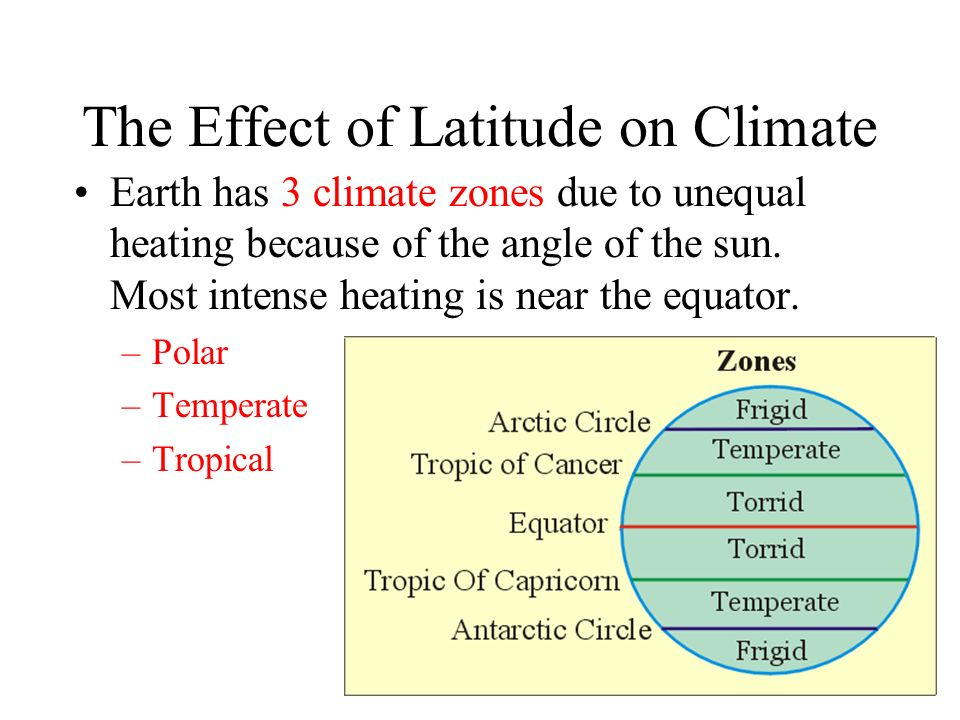 The Effect of Latitude on Climate
• Earth has 3 climate zones due to unequal
heating because of the angle of the sun.
Most intense heating is near the equator.
– Polar
– Temperate
– Tropical
Zones
Frigid
Arctic Circle
Temperate
Tropic of Cancer
Torrid
Equator
Torrid
Tropic Of Capricorn
Temperate
Antarctic Circle
Frigid